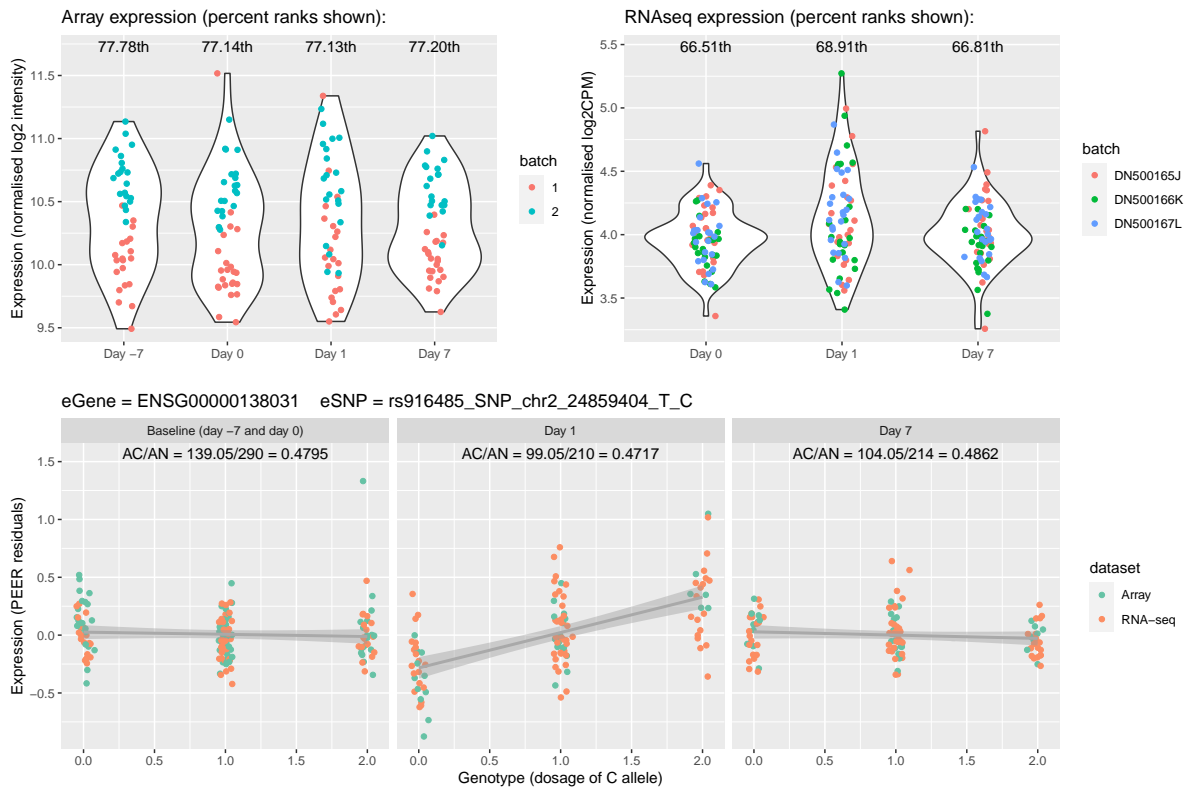 Array expression (percent ranks shown):
77.78th 77.14th 77.13th 77.20th
Expression (normalised log2 intensity)
11.5
11.0
10.5
10.0
9.5
Day −7 Day 0 Day 1 Day 7
batch
1
2
RNAseq expression (percent ranks shown):
66.51th 68.91th 66.81th
Expression (normalised log2CPM)
5.5
5.0
4.5
4.0
3.5
Day 0 Day 1 Day 7
batch
DN500165J
DN500166K
DN500167L
eGene = ENSG00000138031 eSNP = rs916485_SNP_chr2_24859404_T_C
Baseline (day −7 and day 0) Day 1 Day 7
AC/AN = 139.05/290 = 0.4795 AC/AN = 99.05/210 = 0.4717 AC/AN = 104.05/214 = 0.4862
Expression (PEER residuals)
1.5
1.0
0.5
0.0
−0.5
0.0 0.5 1.0 1.5 2.0 0.0 0.5 1.0 1.5 2.0 0.0 0.5 1.0 1.5 2.0
Genotype (dosage of C allele)
dataset
Array
RNA−seq